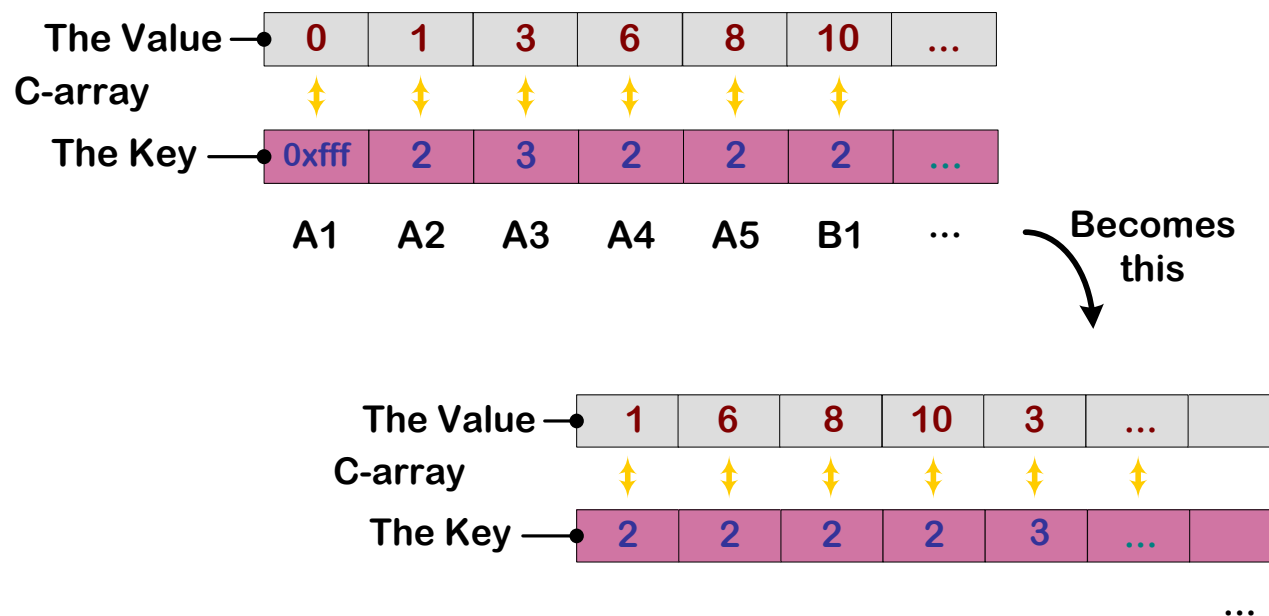 The Value 0 1 3 6 8 10 ...
C-array
The Key 0xfff 2 3 2 2 2 ...
A1 A2 A3 A4 A5 B1 ...
Becomes
this
The Value 1 6 8 10 3 ...
C-array
The Key 2 2 2 2 3 ...
...